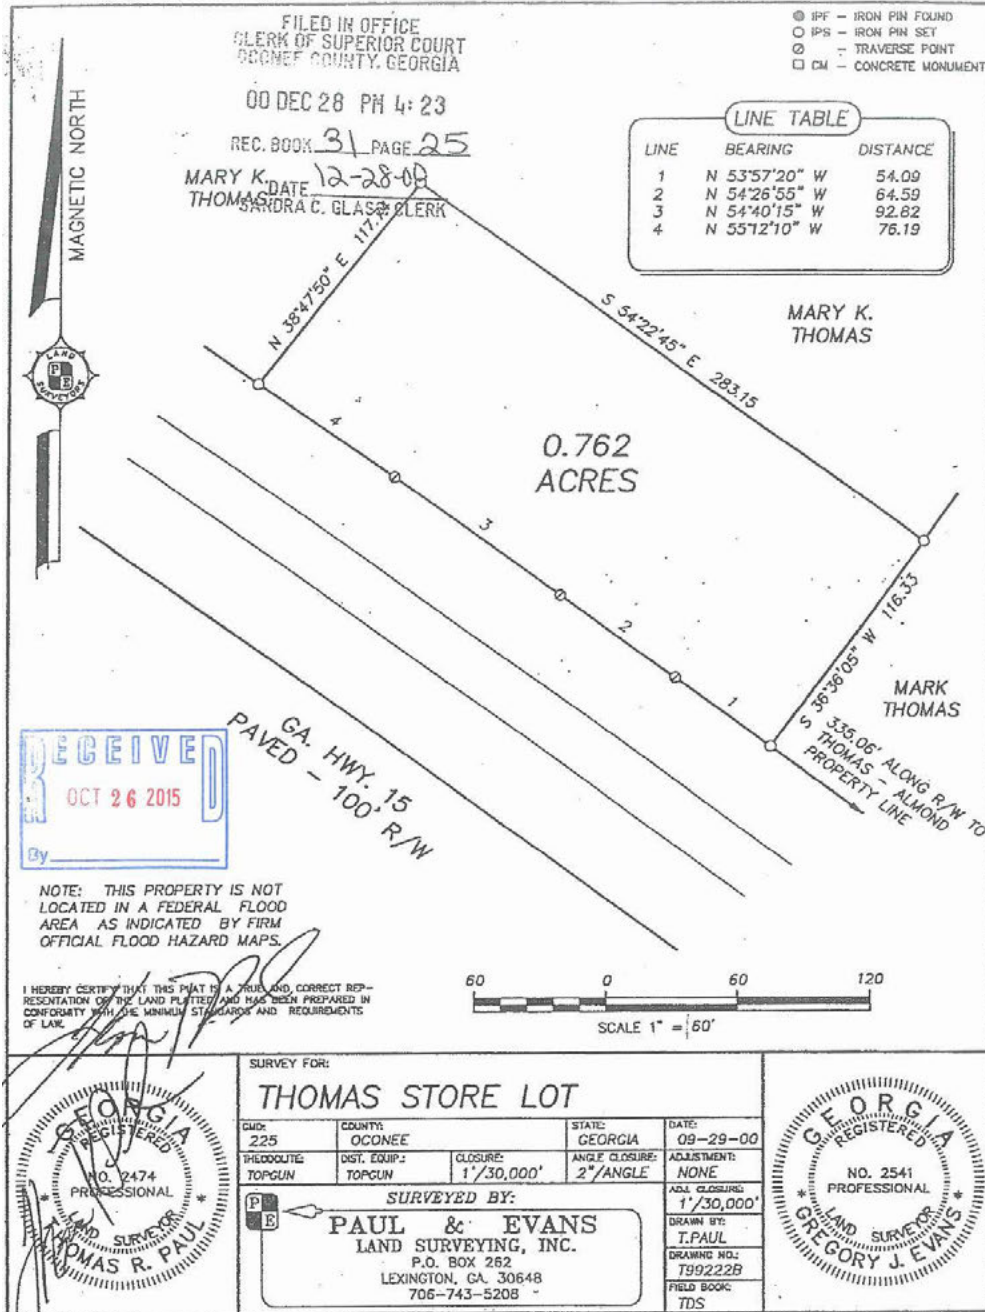 FILED IN OFFICE
CLERK OF SUPERIOR COURT
OCONEE COUNTY, GEORGIA
00 DEC 28 PM 4:23
REC. BOOK 31 PAGE 25
DATE 12-28-00
SANDRA C. GLASS CLERK
IPF - IRON PIN FOUND
IPS - IRON PIN SET
- TRAVERSE POINT
CM - CONCRETE MONUMENT
MAGNETIC NORTH
LAND
P E
SURVEYORS
LINE TABLE
LINE BEARING DISTANCE
1 N 53°57'20" W 54.09
2 N 54°26'55" W 64.59
3 N 54°40'15" W 92.82
4 N 55°12'10" W 76.19
MARY K.
THOMAS
N 38°47'50" E
S 54°22'45" E 283.15
MARY K.
THOMAS
0.762
ACRES
4
3
2
1
S 36°36'05" W 116.33
MARK
THOMAS
335.06' ALONG R/W TO
THOMAS - ALMOND
PROPERTY LINE
GA. HWY. 15
PAVED - 100' R/W
RECEIVED
OCT 26 2015
By
NOTE: THIS PROPERTY IS NOT
LOCATED IN A FEDERAL FLOOD
AREA AS INDICATED BY FIRM
OFFICIAL FLOOD HAZARD MAPS.
I HEREBY CERTIFY THAT THIS PLAT IS A TRUE AND CORRECT REP-
RESENTATION OF THE LAND PLATTED AND HAS BEEN PREPARED IN
CONFORMITY WITH THE MINIMUM STANDARDS AND REQUIREMENTS
OF LAW.
60 0 60 120
SCALE 1" = 60'
GEORGIA
REGISTERED
NO. 2474
PROFESSIONAL
LAND SURVEYOR
THOMAS R. PAUL
SURVEY FOR:
THOMAS STORE LOT
GMD: COUNTY: STATE: DATE:
225 OCONEE GEORGIA 09-29-00
THEODOLITE: DIST. EQUIP.: CLOSURE: ANGLE CLOSURE: ADJUSTMENT:
TOPGUN TOPGUN 1'/30,000' 2"/ANGLE NONE
P E
SURVEYED BY:
PAUL & EVANS
LAND SURVEYING, INC.
P.O. BOX 262
LEXINGTON, GA. 30648
706-743-5208
ADJ. CLOSURE:
1'/30,000'
DRAWN BY:
T.PAUL
DRAWING NO.:
T99222B
FIELD BOOK:
TDS
GEORGIA
REGISTERED
NO. 2541
PROFESSIONAL
LAND SURVEYOR
GREGORY J. EVANS